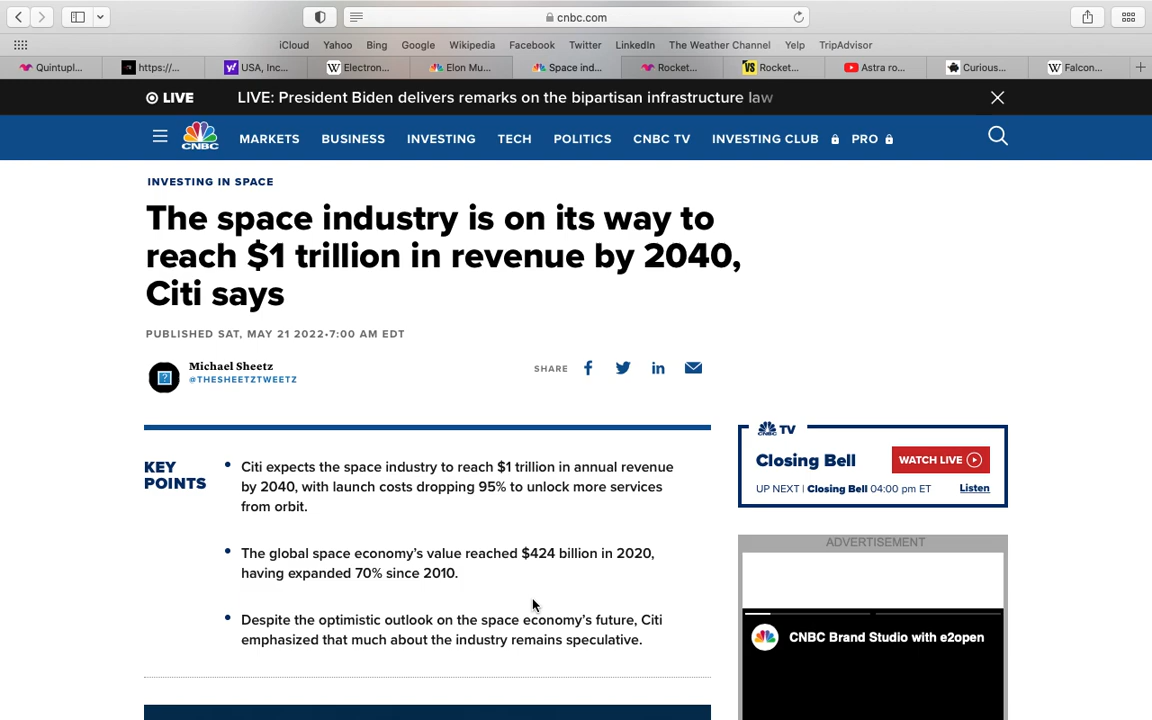 cnbc.com
iCloud Yahoo Bing Google Wikipedia Facebook Twitter LinkedIn The Weather Channel Yelp TripAdvisor
Quintupl... https://... USA, Inc... Electron... Elon Mu... Space ind... Rocket... Rocket... Astra ro... Curious... Falcon...
LIVE LIVE: President Biden delivers remarks on the bipartisan infrastructure law
CNBC MARKETS BUSINESS INVESTING TECH POLITICS CNBC TV INVESTING CLUB PRO
INVESTING IN SPACE
The space industry is on its way to
reach $1 trillion in revenue by 2040,
Citi says
PUBLISHED SAT, MAY 21 2022•7:00 AM EDT
Michael Sheetz
@THESHEETZTWEETZ
SHARE
KEY
POINTS
Citi expects the space industry to reach $1 trillion in annual revenue
by 2040, with launch costs dropping 95% to unlock more services
from orbit.
The global space economy's value reached $424 billion in 2020,
having expanded 70% since 2010.
Despite the optimistic outlook on the space economy's future, Citi
emphasized that much about the industry remains speculative.
CNBC TV
Closing Bell
WATCH LIVE
UP NEXT | Closing Bell 04:00 pm ET Listen
ADVERTISEMENT
CNBC Brand Studio with e2open